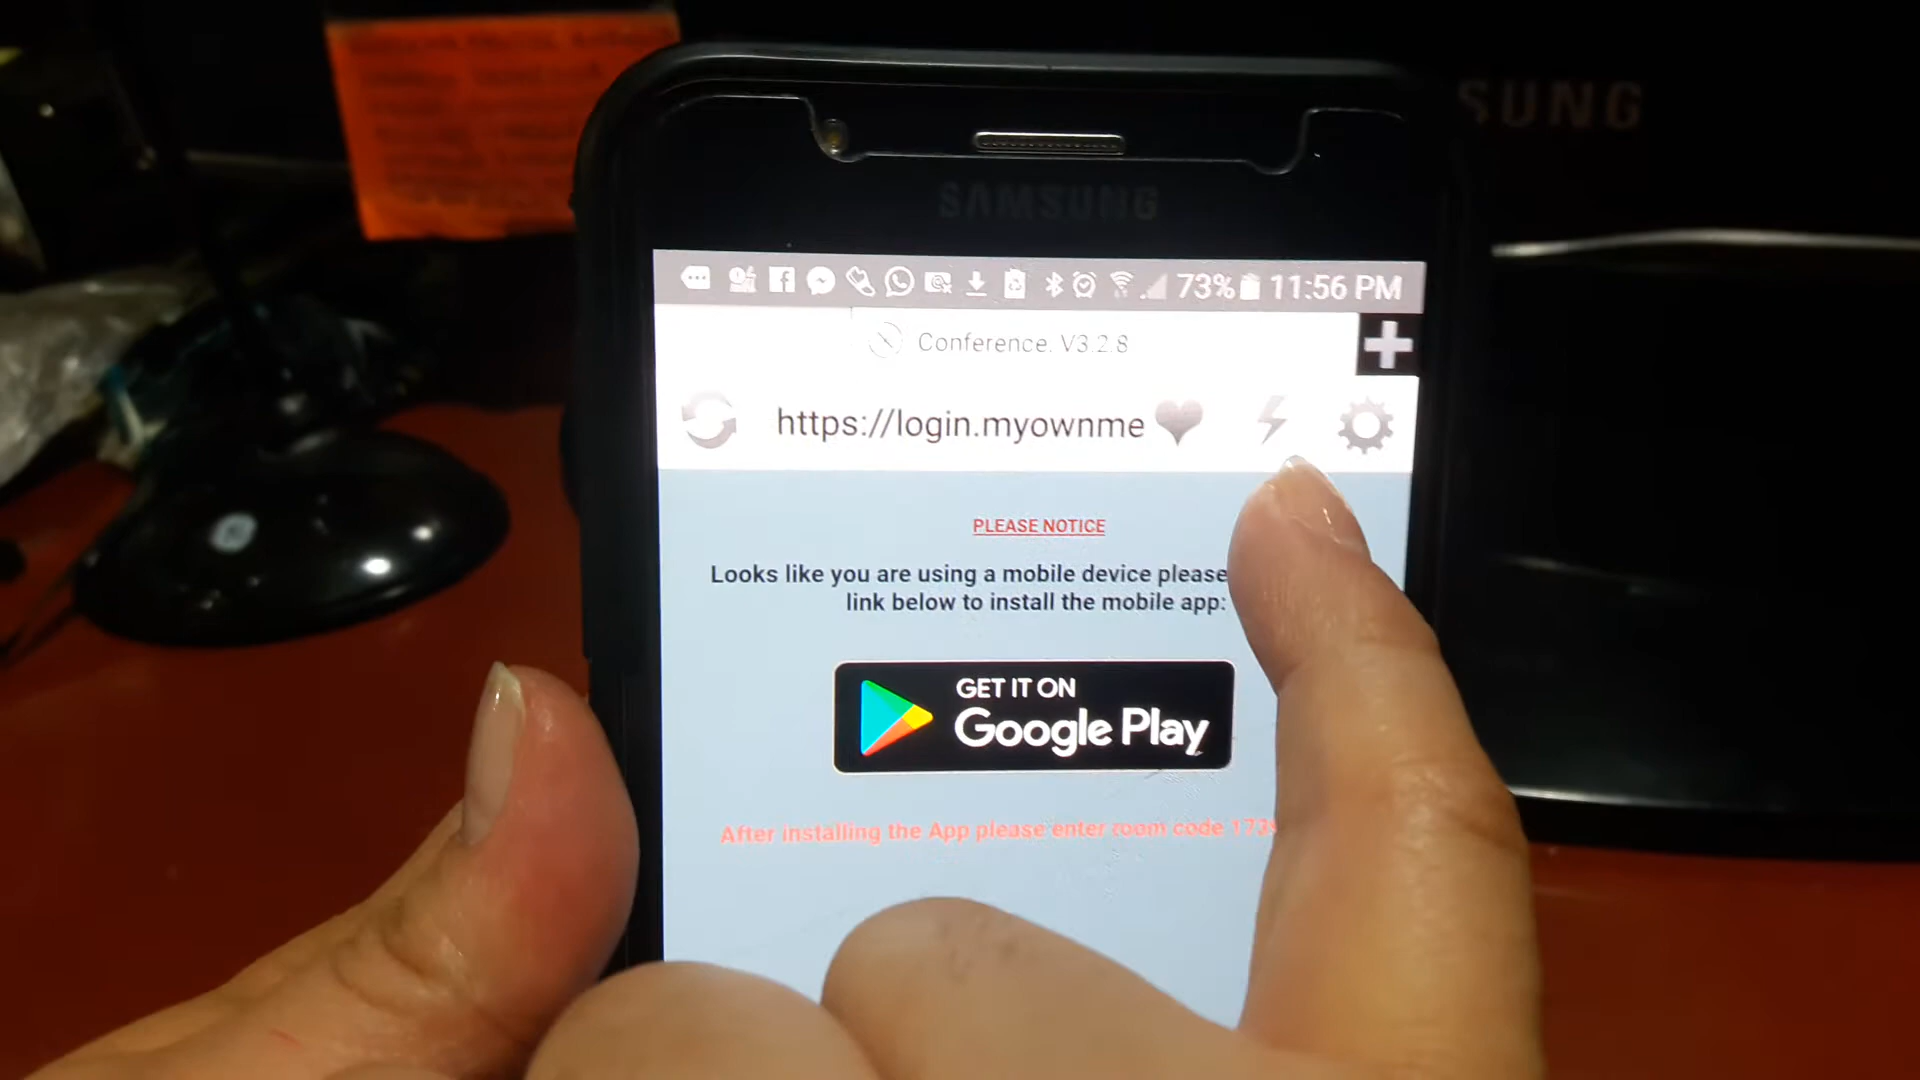 SUNG
SAMSUNG
73% 11:56 PM
Conference. V3.2.8
https://login.myownme
PLEASE NOTICE
Looks like you are using a mobile device please
link below to install the mobile app:
GET IT ON
Google Play
After installing the App please enter room code 173